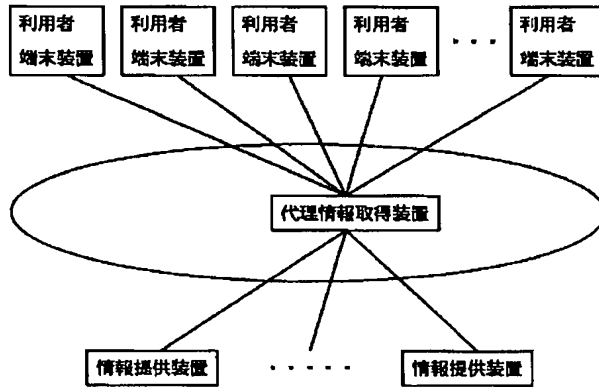 利用者
端末装置
利用者
端末装置
利用者
端末装置
利用者
端末装置
・・・
利用者
端末装置
代理情報取得装置
情報提供装置
・・・・・
情報提供装置